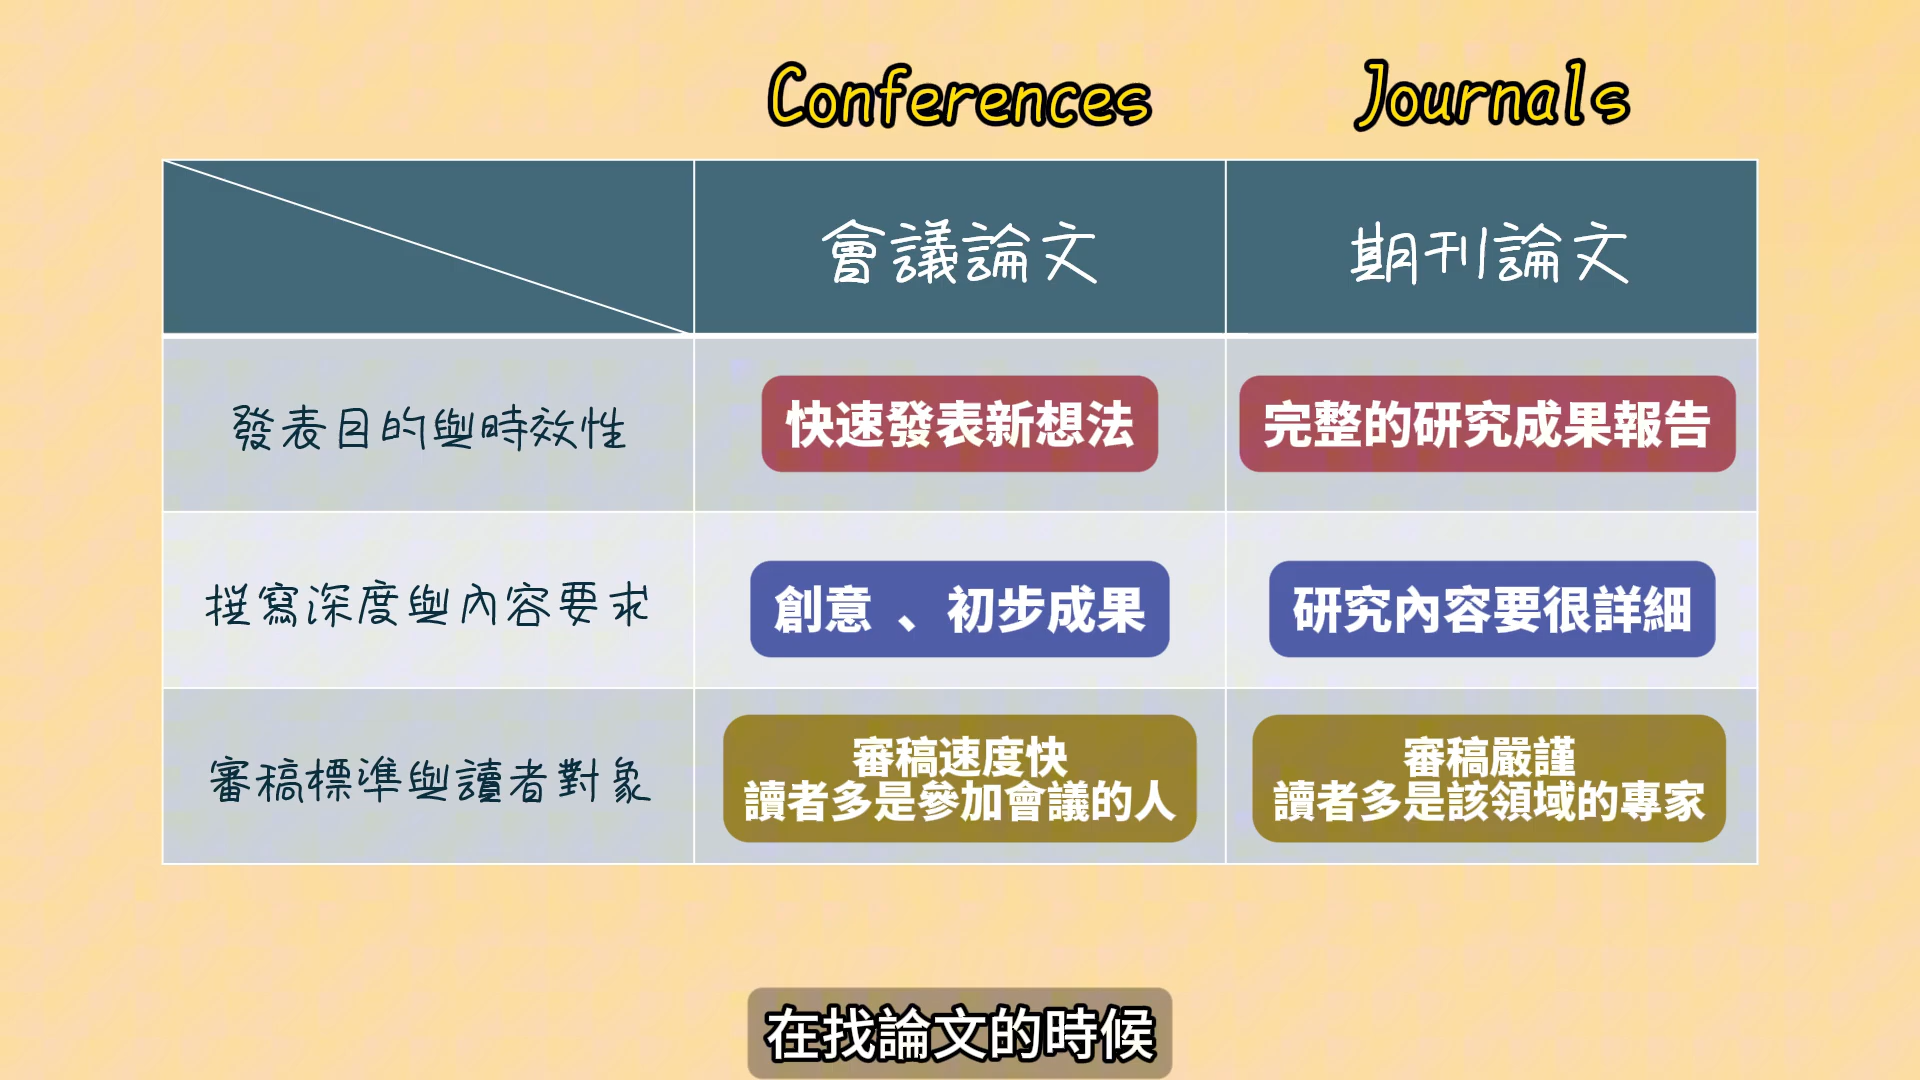 Conferences
Journals
會議論文
期刊論文
發表目的與時效性
快速發表新想法
完整的研究成果報告
撰寫深度與內容要求
創意 、初步成果
研究內容要很詳細
審稿標準與讀者對象
審稿速度快
讀者多是參加會議的人
審稿嚴謹
讀者多是該領域的專家
在找論文的時候